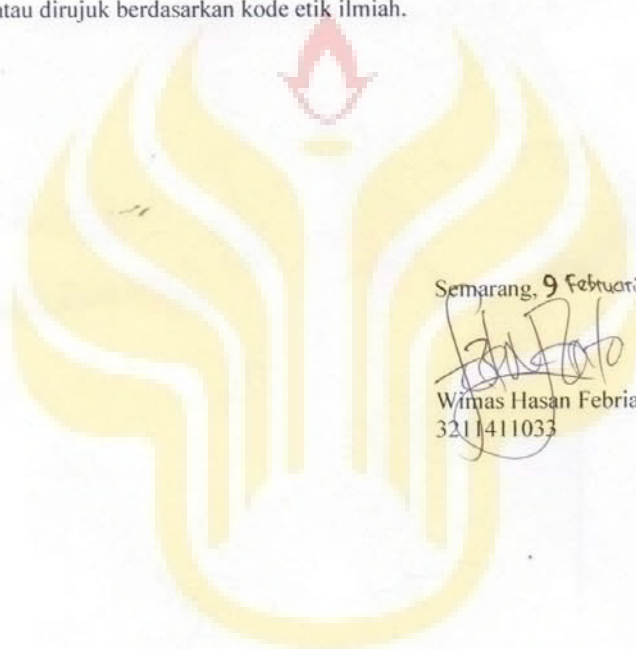 atau dirujuk berdasarkan kode etik ilmiah.
Semarang, 9 Februari
Wimas Hasan Febria
3211411033